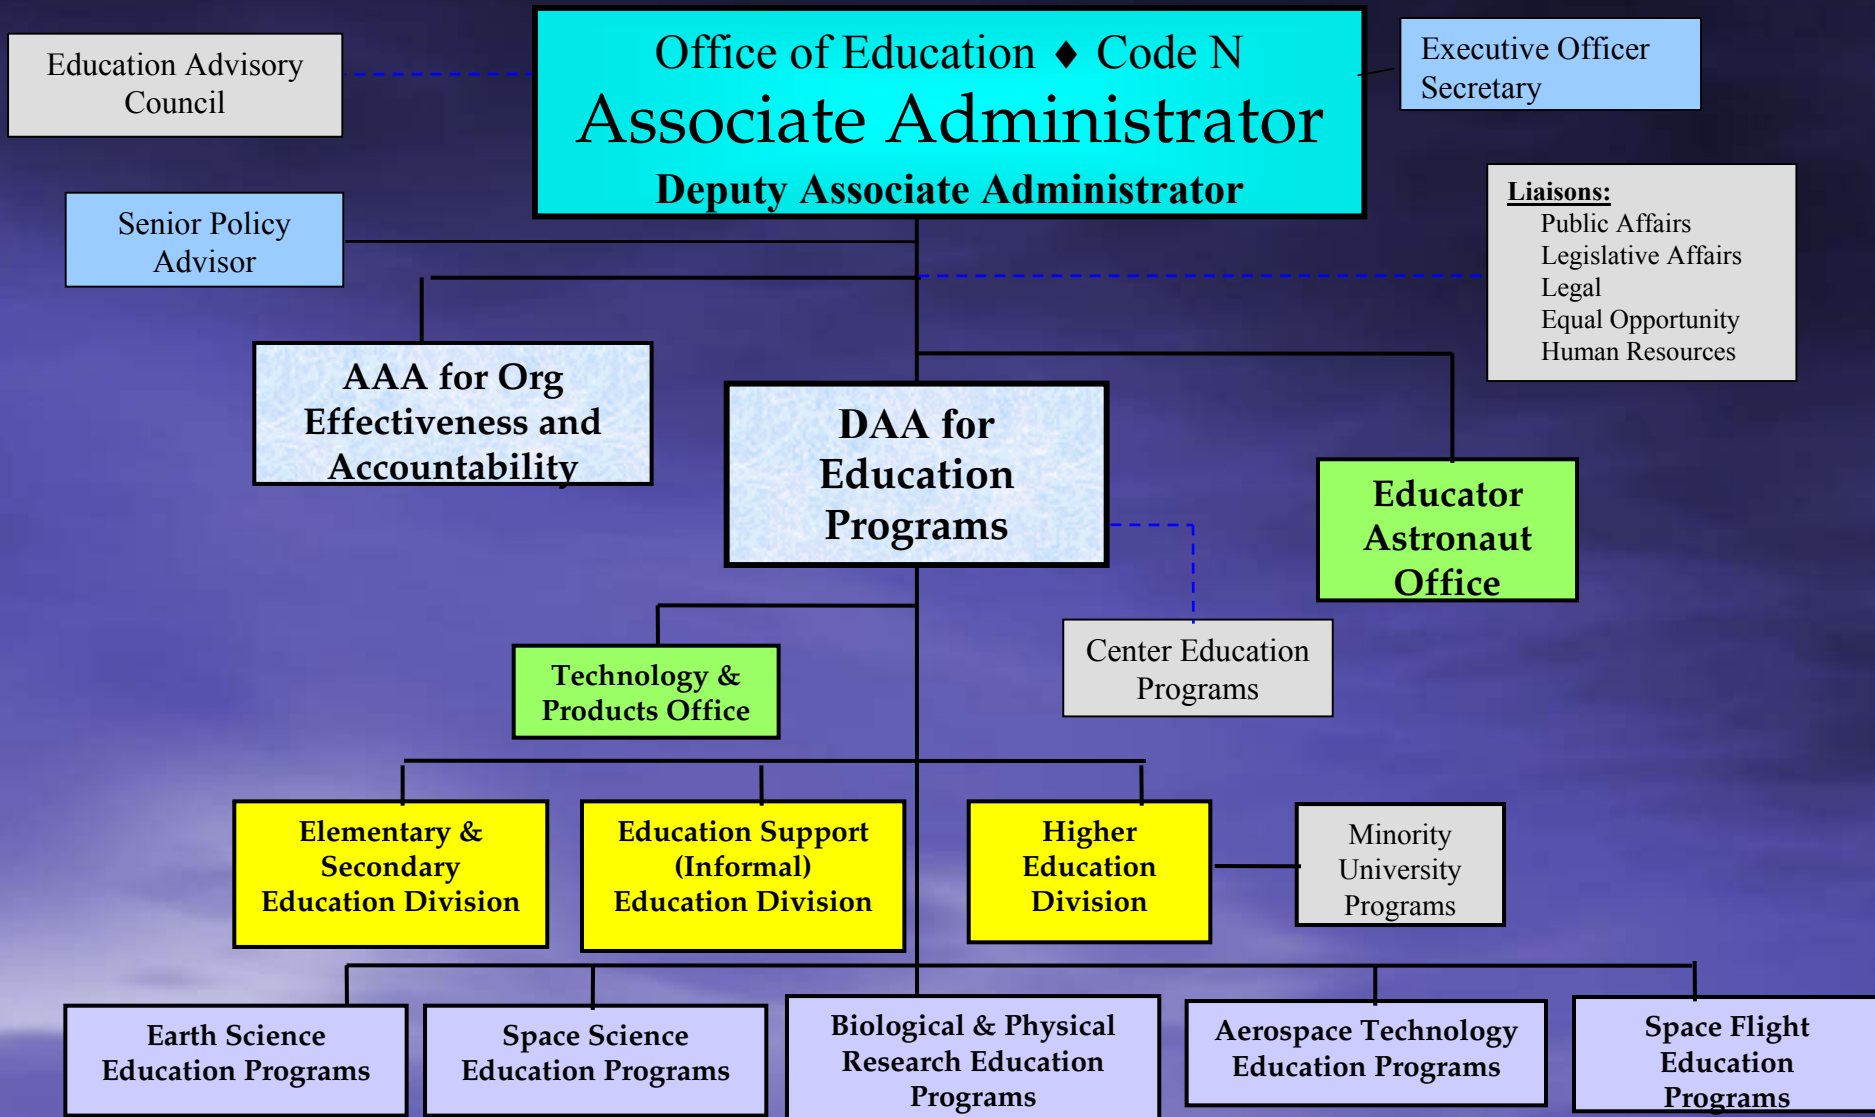 Education Advisory
Council
Office of Education ♦ Code N
Associate Administrator
Deputy Associate Administrator
Executive Officer
Secretary
Senior Policy
Advisor
Liaisons:
Public Affairs
Legislative Affairs
Legal
Equal Opportunity
Human Resources
AAA for Org
Effectiveness and
Accountability
DAA for
Education
Programs
Educator
Astronaut
Office
Technology &
Products Office
Center Education
Programs
Elementary &
Secondary
Education Division
Education Support
(Informal)
Education Division
Higher
Education
Division
Minority
University
Programs
Earth Science
Education Programs
Space Science
Education Programs
Biological & Physical
Research Education
Programs
Aerospace Technology
Education Programs
Space Flight
Education
Programs